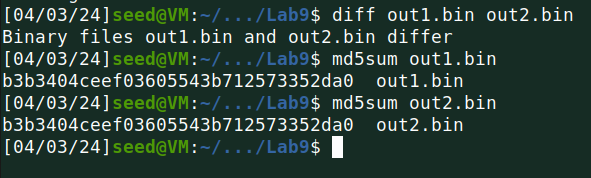 [04/03/24]seed@VM:~/.../Lab9$ diff out1.bin out2.bin
Binary files out1.bin and out2.bin differ
[04/03/24]seed@VM:~/.../Lab9$ md5sum out1.bin
b3b3404ceef03605543b712573352da0  out1.bin
[04/03/24]seed@VM:~/.../Lab9$ md5sum out2.bin
b3b3404ceef03605543b712573352da0  out2.bin
[04/03/24]seed@VM:~/.../Lab9$